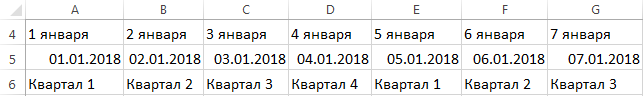 A B C D E F G
4 1 января 2 января 3 января 4 января 5 января 6 января 7 января
5 01.01.2018 02.01.2018 03.01.2018 04.01.2018 05.01.2018 06.01.2018 07.01.2018
6 Квартал 1 Квартал 2 Квартал 3 Квартал 4 Квартал 1 Квартал 2 Квартал 3